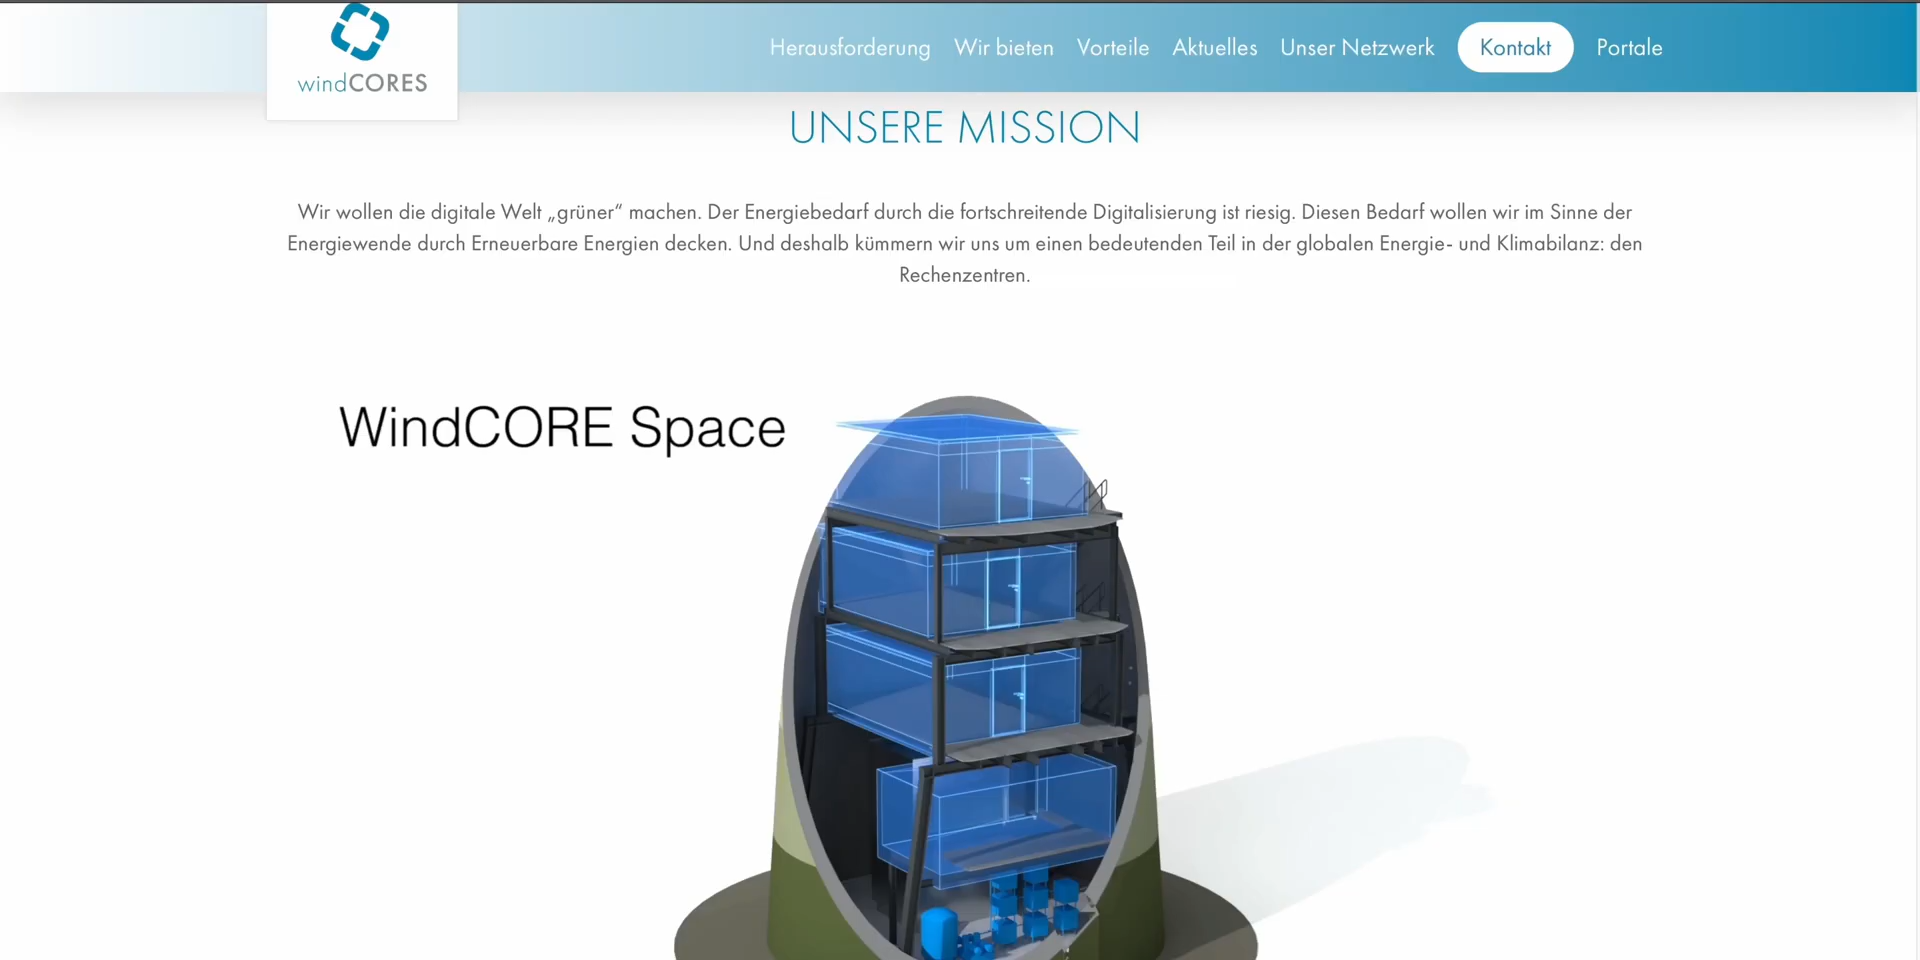 windCORES
Herausforderung Wir bieten Vorteile Aktuelles Unser Netzwerk Kontakt Portale
UNSERE MISSION
Wir wollen die digitale Welt „grüner“ machen. Der Energiebedarf durch die fortschreitende Digitalisierung ist riesig. Diesen Bedarf wollen wir im Sinne der
Energiewende durch Erneuerbare Energien decken. Und deshalb kümmern wir uns um einen bedeutenden Teil in der globalen Energie- und Klimabilanz: den
Rechenzentren.
WindCORE Space